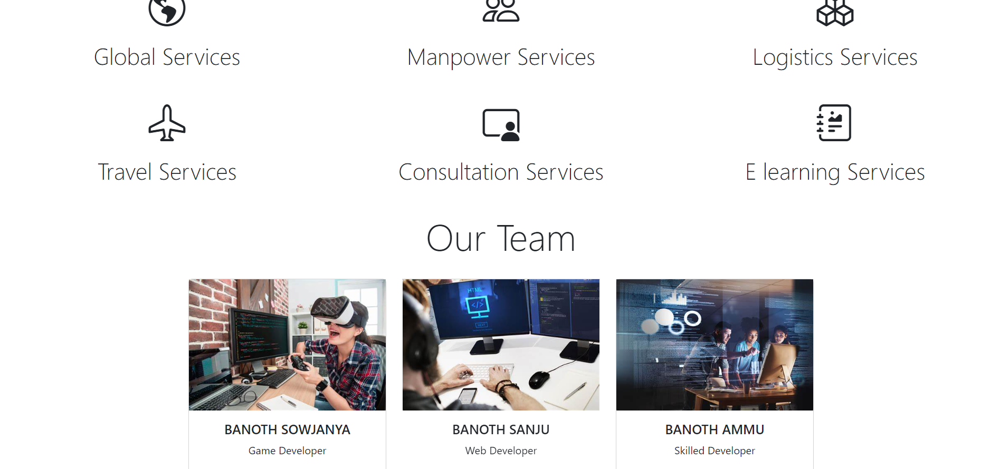 Global Services
Manpower Services
Logistics Services
Travel Services
Consultation Services
E learning Services
Our Team
HTML
</>
NEXT
BANOTH SOWJANYA
BANOTH SANJU
BANOTH AMMU
Game Developer
Web Developer
Skilled Developer